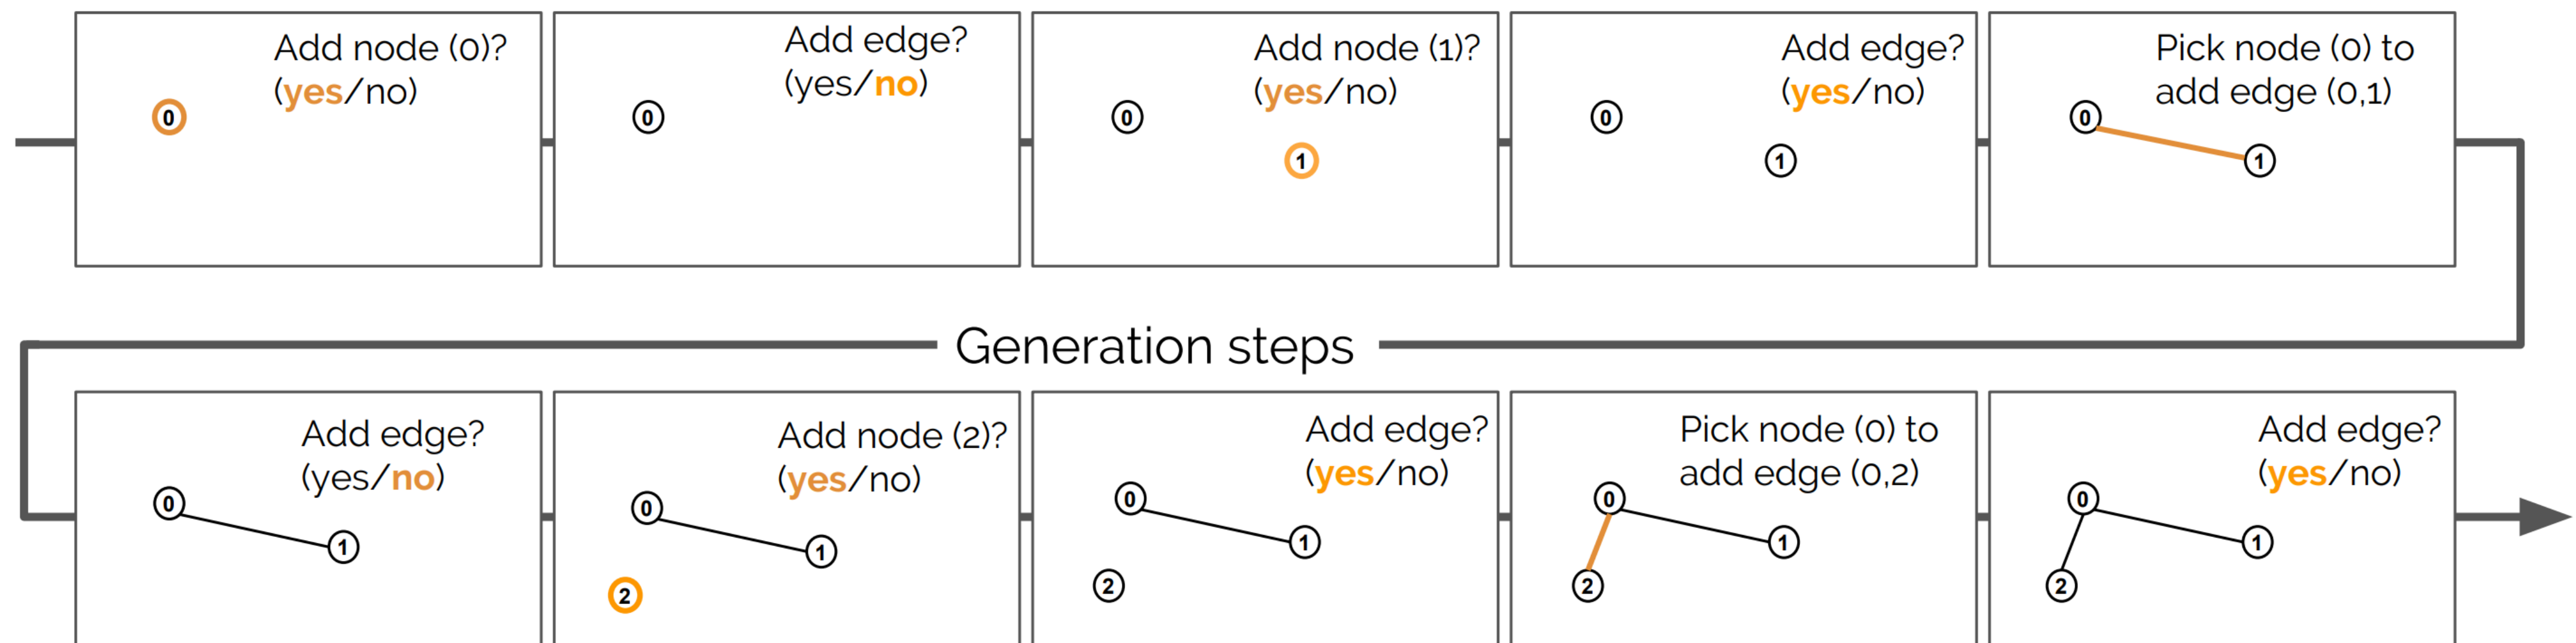 Add node (0)?
(yes/no)
0
Add edge?
(yes/no)
0
Add node (1)?
(yes/no)
0
1
Add edge?
(yes/no)
0
1
Pick node (0) to
add edge (0,1)
0
1
Generation steps
Add edge?
(yes/no)
0
1
Add node (2)?
(yes/no)
0
1
2
Add edge?
(yes/no)
0
1
2
Pick node (0) to
add edge (0,2)
0
1
2
Add edge?
(yes/no)
0
1
2